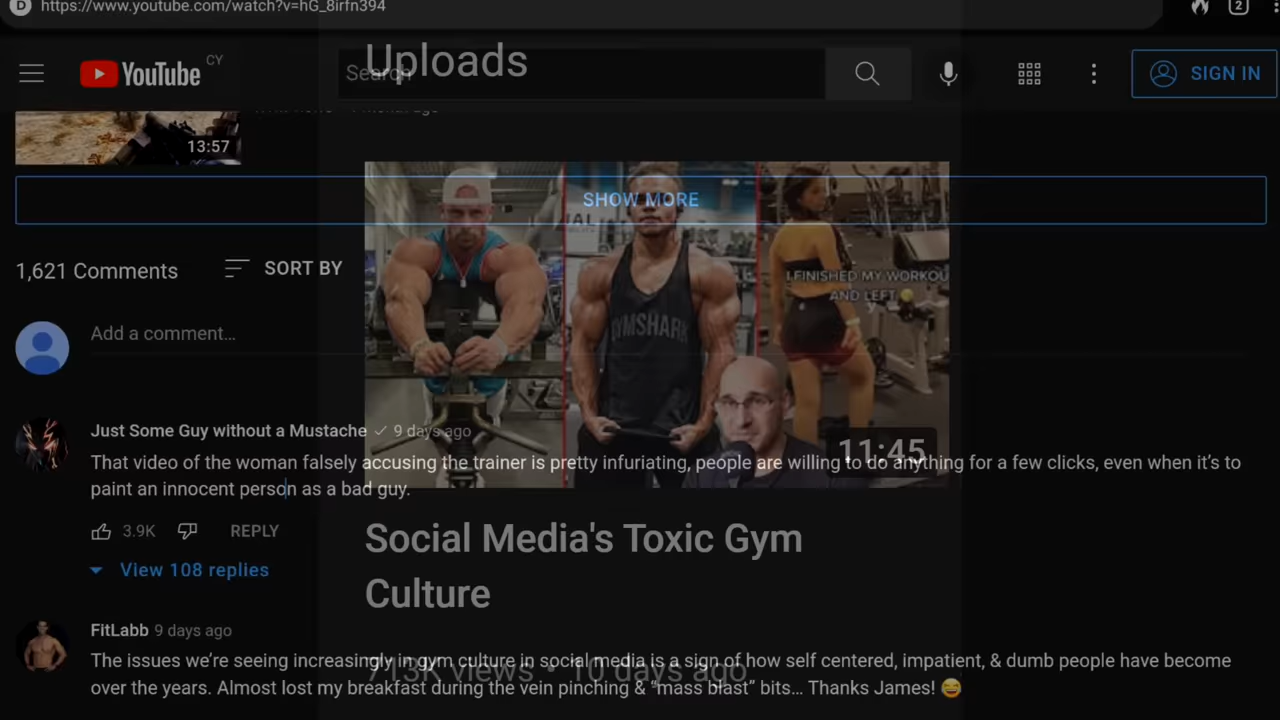 https://www.youtube.com/watch?v=hG_8irfn394
2
YouTube CY
Search
SIGN IN
Uploads
13:57
SHOW MORE
1,621 Comments
SORT BY
Add a comment...
GYMSHARK
I FINISHED MY WORKOU
AND LEFT
11:45
Just Some Guy without a Mustache 9 days ago
That video of the woman falsely accusing the trainer is pretty infuriating, people are willing to do anything for a few clicks, even when it's to
paint an innocent person as a bad guy.
3.9K
REPLY
View 108 replies
Social Media's Toxic Gym
Culture
713K views • 10 days ago
FitLabb 9 days ago
The issues we're seeing increasingly in gym culture in social media is a sign of how self centered, impatient, & dumb people have become
over the years. Almost lost my breakfast during the vein pinching & “mass blast” bits... Thanks James! 😂